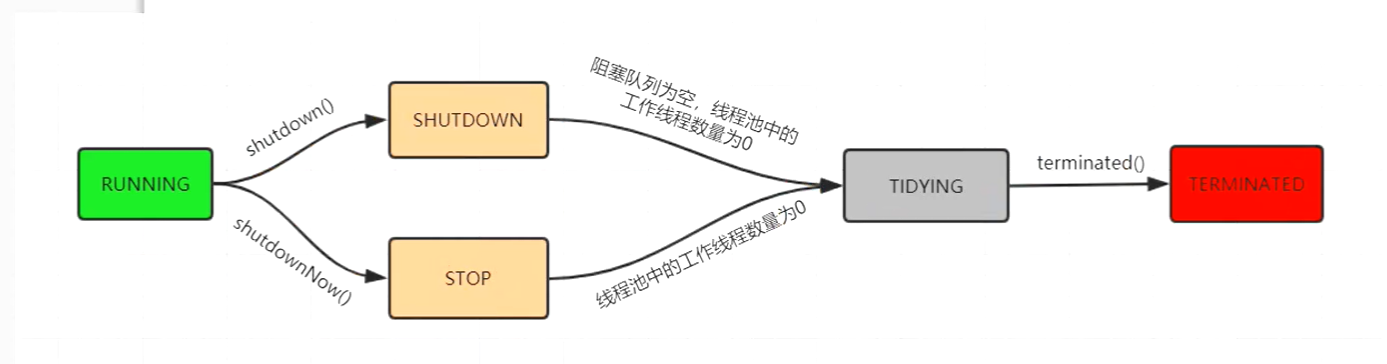 RUNNING
shutdown()
shutdownNow()
SHUTDOWN
STOP
阻塞队列为空，线程池中的
工作线程数量为0
线程池中的工作线程数量为0
TIDYING
terminated()
TERMINATED